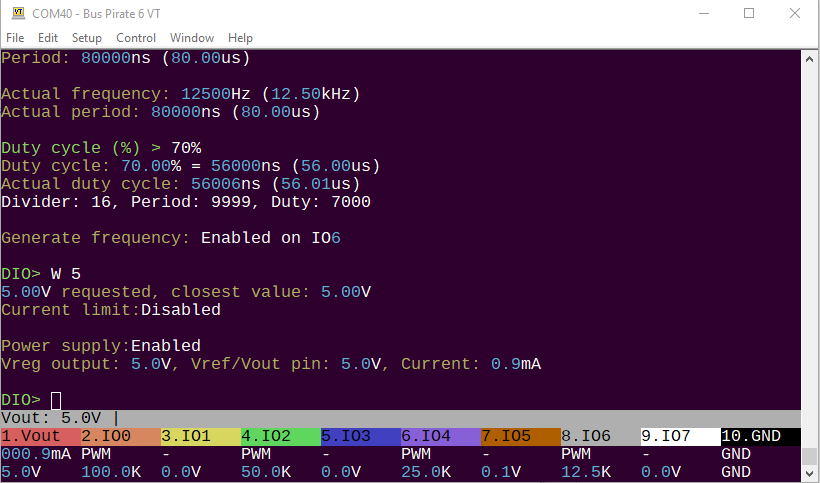 COM40 - Bus Pirate 6 VT
File Edit Setup Control Window Help
Period: 80000ns (80.00us)
Actual frequency: 12500Hz (12.50kHz)
Actual period: 80000ns (80.00us)
Duty cycle (%) > 70%
Duty cycle: 70.00% = 56000ns (56.00us)
Actual duty cycle: 56006ns (56.01us)
Divider: 16, Period: 9999, Duty: 7000
Generate frequency: Enabled on IO6
DIO> W 5
5.00V requested, closest value: 5.00V
Current limit:Disabled
Power supply:Enabled
Vreg output: 5.0V, Vref/Vout pin: 5.0V, Current: 0.9mA
DIO>
Vout: 5.0V |
1.Vout 2.IO0 3.IO1 4.IO2 5.IO3 6.IO4 7.IO5 8.IO6 9.IO7 10.GND
000.9mA PWM - PWM - PWM - PWM - GND
5.0V 100.0K 0.0V 50.0K 0.0V 25.0K 0.1V 12.5K 0.0V GND